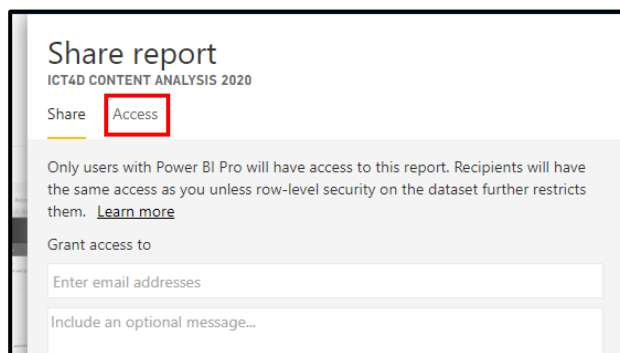 Share report
ICT4D CONTENT ANALYSIS 2020
Share Access
Only users with Power BI Pro will have access to this report. Recipients will have
the same access as you unless row-level security on the dataset further restricts
them. Learn more
Grant access to
Enter email addresses
Include an optional message...